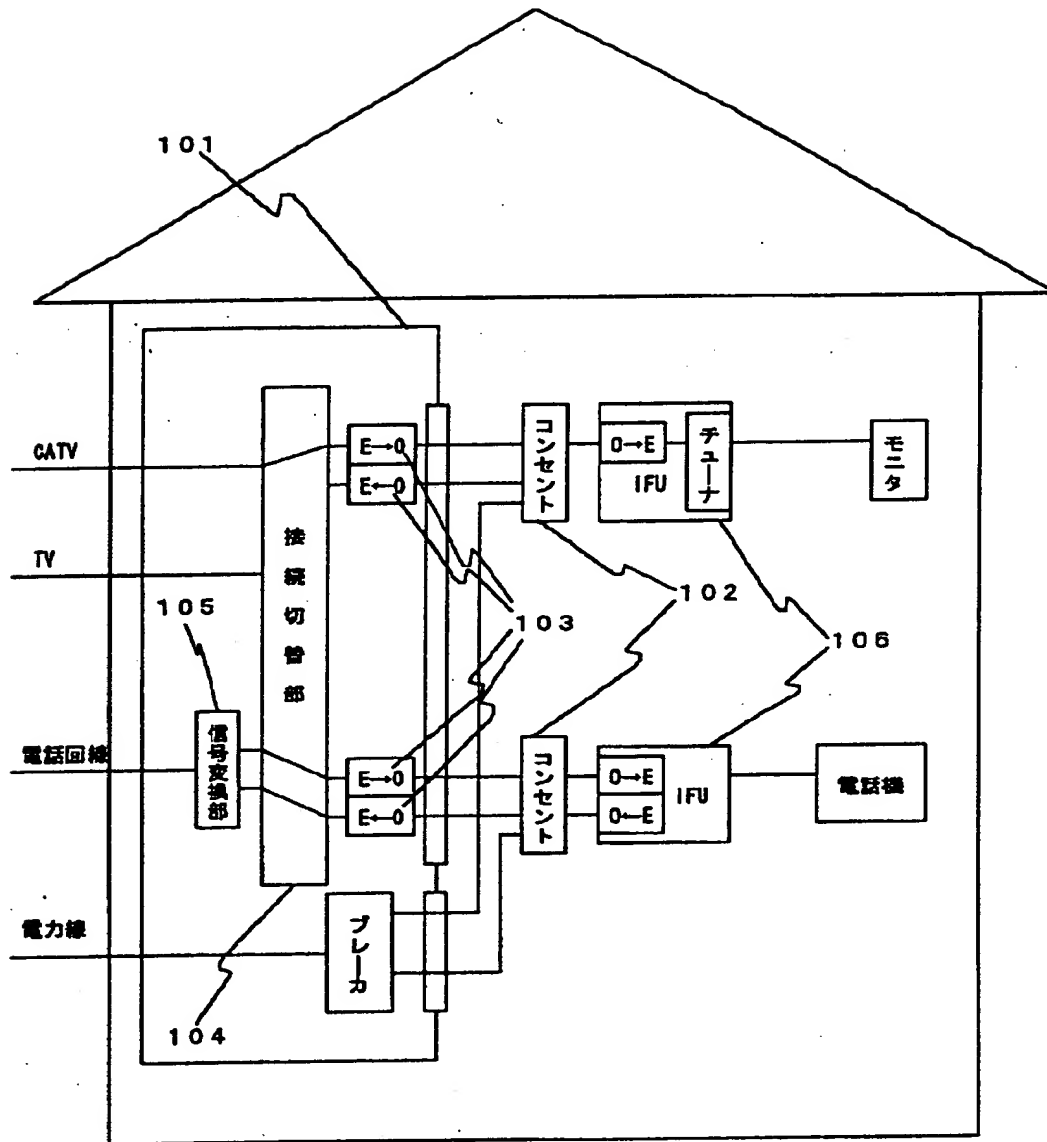 101
CATV
E→O
E←O
コンセント
O→E
IFU
チューナ
モニタ
TV
接続切替部
105
103
102
106
電話回線
信号変換部
E→O
E←O
コンセント
O→E
O←E
IFU
電話機
電力線
ブレーカ
104